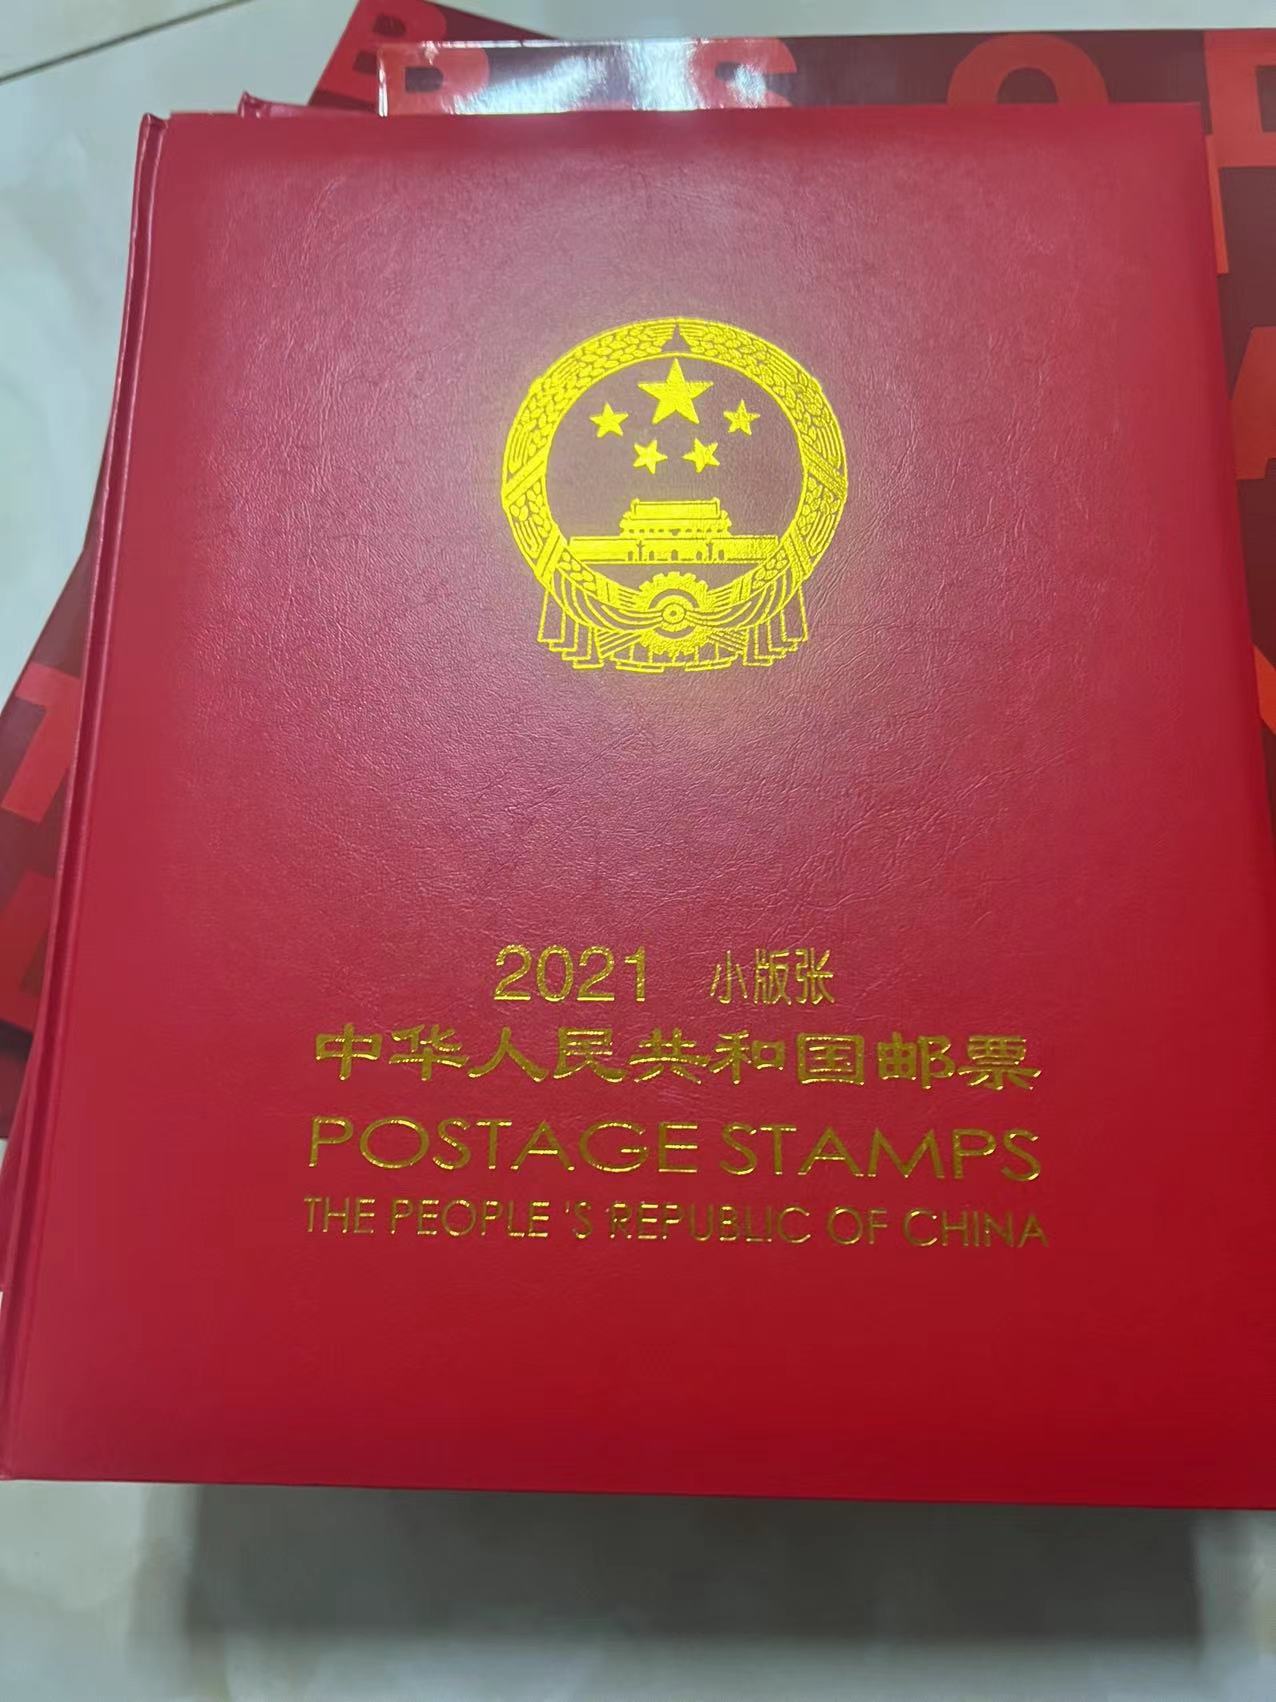 2021 小版张
中华人民共和国邮票
POSTAGE STAMPS
THE PEOPLE'S REPUBLIC OF CHINA